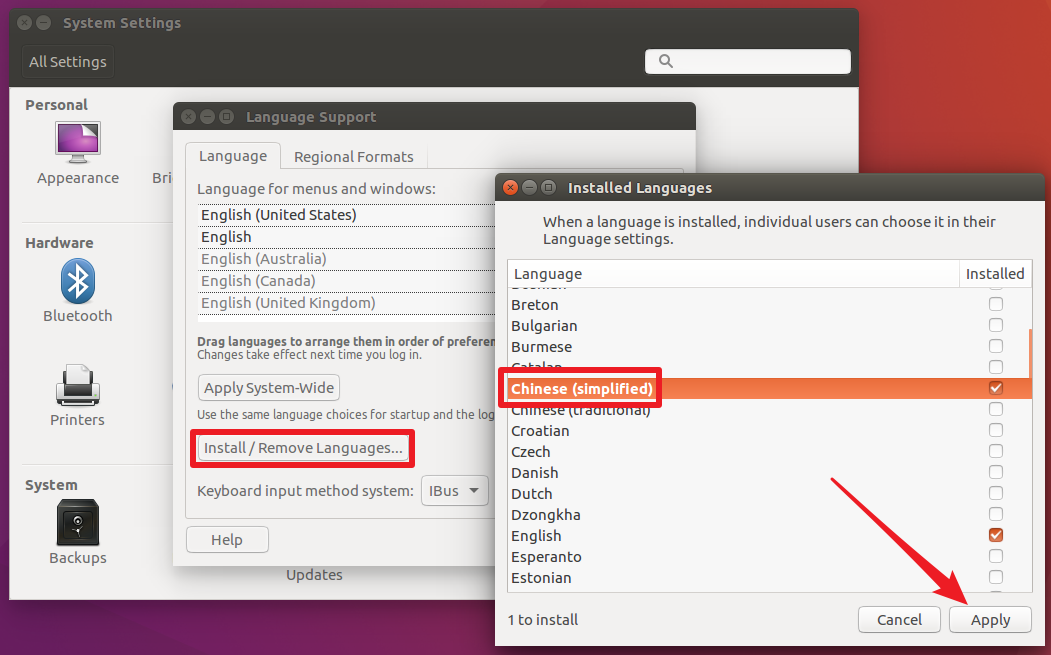 System Settings
All Settings
Personal
Appearance
Bri
Hardware
Bluetooth
Printers
System
Backups
Updates
Language Support
Language
Regional Formats
Language for menus and windows:
English (United States)
English
English (Australia)
English (Canada)
English (United Kingdom)
Drag languages to arrange them in order of preferen
Changes take effect next time you log in.
Apply System-Wide
Use the same language choices for startup and the log
Install / Remove Languages...
Keyboard input method system: IBus
Help
Installed Languages
When a language is installed, individual users can choose it in their
Language settings.
Language Installed
Bosnian
Breton
Bulgarian
Burmese
Catalan
Chinese (simplified)
Chinese (traditional)
Croatian
Czech
Danish
Dutch
Dzongkha
English
Esperanto
Estonian
1 to install
Cancel
Apply